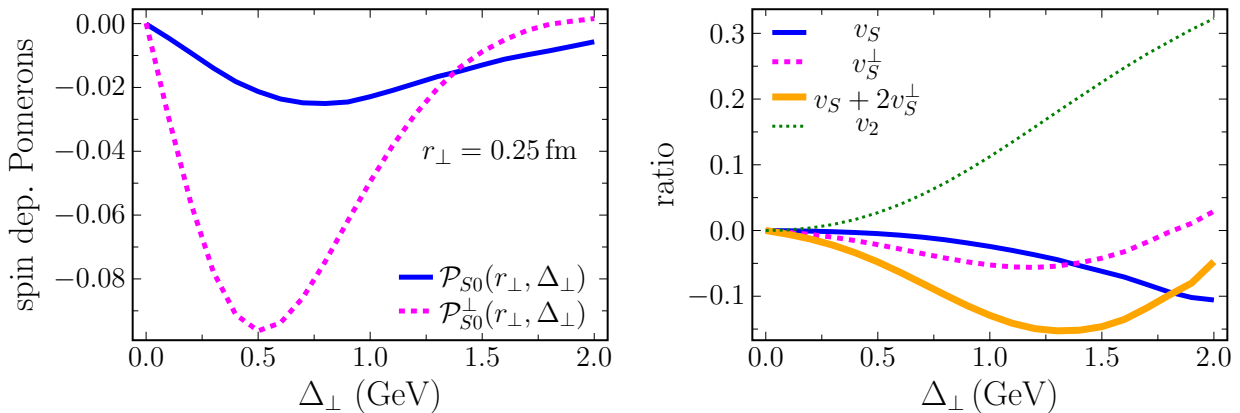 spin dep. Pomerons
0.00
−0.02
−0.04
−0.06
−0.08
r⊥ = 0.25 fm
𝒫S0(r⊥, Δ⊥)
𝒫⊥S0(r⊥, Δ⊥)
0.0 0.5 1.0 1.5 2.0
Δ⊥ (GeV)
ratio
0.3
0.2
0.1
0.0
−0.1
vS
v⊥S
vS + 2v⊥S
v2
0.0 0.5 1.0 1.5 2.0
Δ⊥ (GeV)